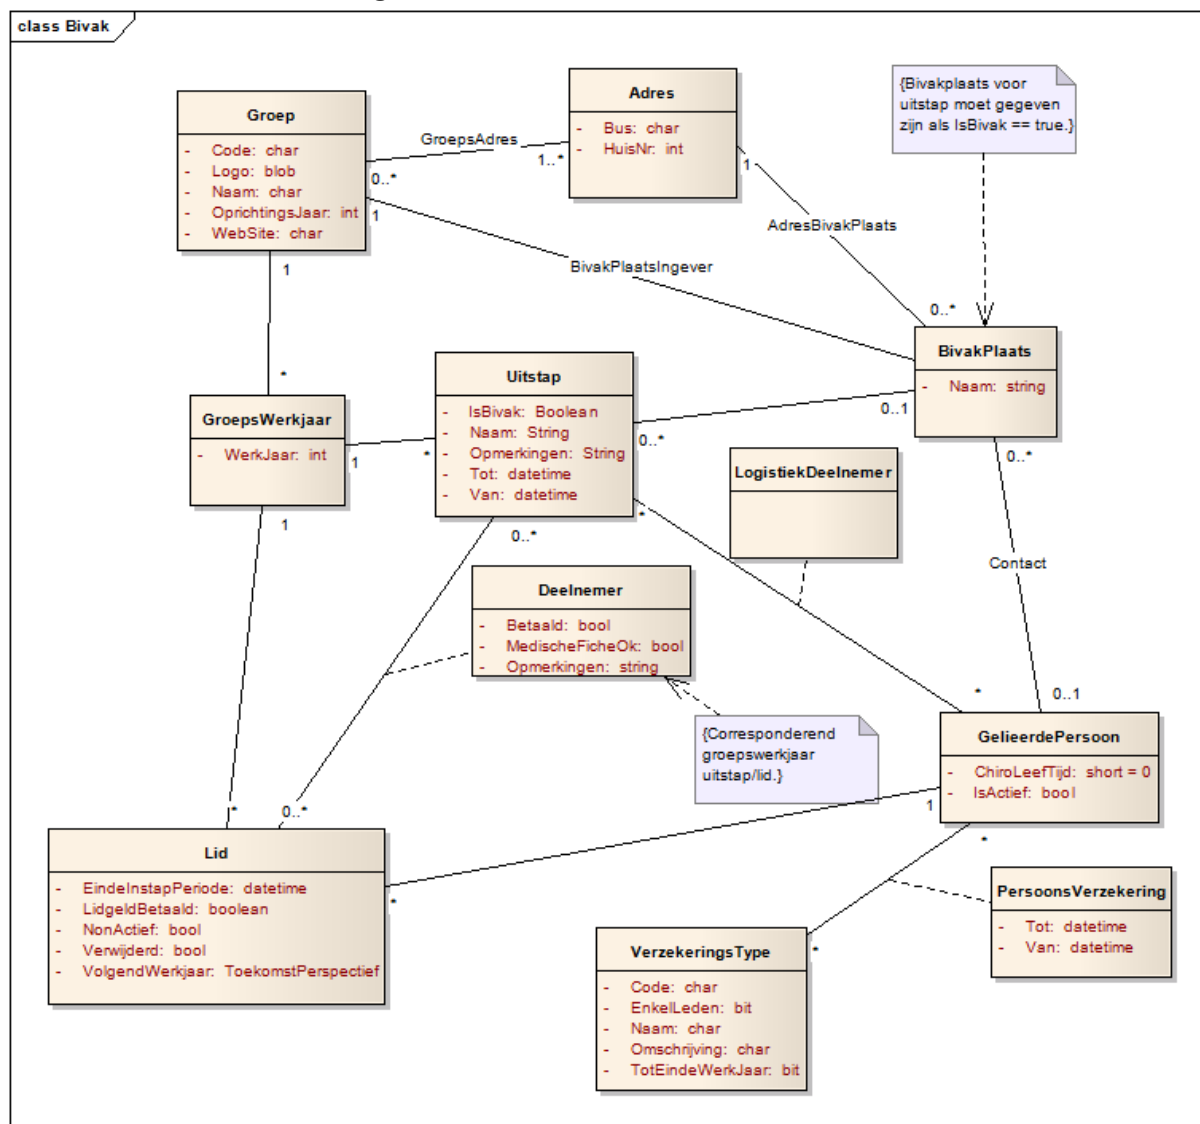 class Bivak
Groep
- Code: char
- Logo: blob
- Naam: char
- OprichtingsJaar: int
- WebSite: char
GroepsAdres
0..*
1..*
Adres
- Bus: char
- HuisNr: int
{Bivakplaats voor
uitstap moet gegeven
zijn als IsBivak == true.}
1
AdresBivakPlaats
0..*
1
BivakPlaatsIngever
BivakPlaats
- Naam: string
1
*
GroepsWerkjaar
- WerkJaar: int
1
*
Uitstap
- IsBivak: Boolean
- Naam: String
- Opmerkingen: String
- Tot: datetime
- Van: datetime
0..*
0..1
LogistiekDeelnemer
*
*
0..*
Contact
0..1
1
*
0..*
0..*
Deelnemer
- Betaald: bool
- MedischeFicheOk: bool
- Opmerkingen: string
{Corresponderend
groepswerkjaar
uitstap/lid.}
GelieerdePersoon
- ChiroLeefTijd: short = 0
- IsActief: bool
1
*
Lid
- EindeInstapPeriode: datetime
- LidgeldBetaald: boolean
- NonActief: bool
- Verwijderd: bool
- VolgendWerkjaar: ToekomstPerspectief
*
*
PersoonsVerzekering
- Tot: datetime
- Van: datetime
VerzekeringsType
- Code: char
- EnkelLeden: bit
- Naam: char
- Omschrijving: char
- TotEindeWerkJaar: bit